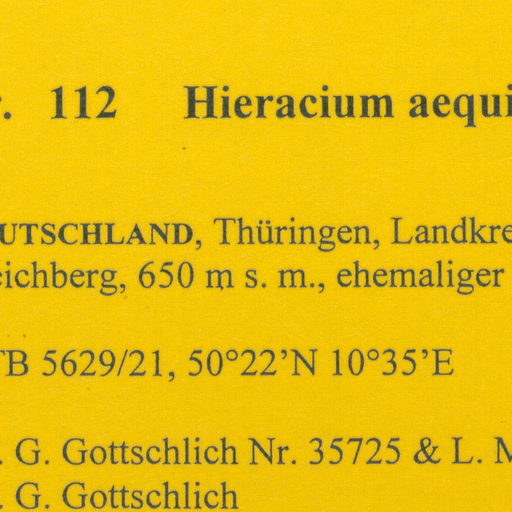 r. 112 Hieracium aequi
UTSCHLAND, Thüringen, Landkre
eichberg, 650 m s. m., ehemaliger
TB 5629/21, 50°22’N 10°35’E
. G. Gottschlich Nr. 35725 & L. M
. G. Gottschlich